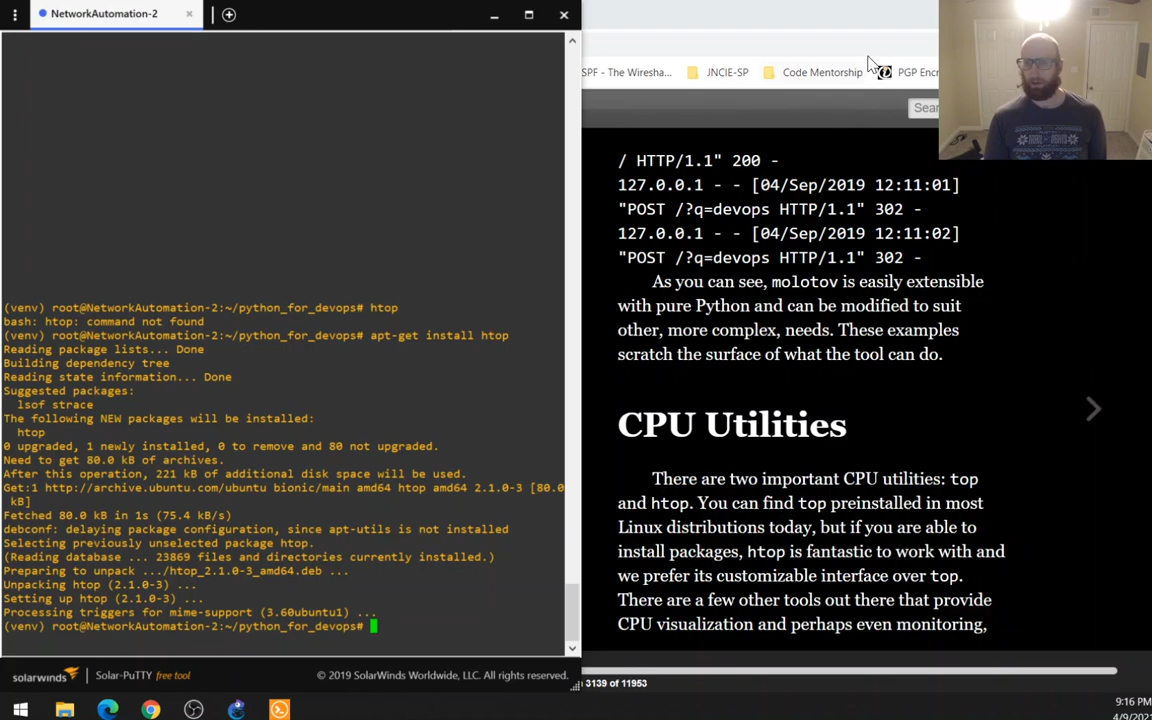 NetworkAutomation-2
(venv) root@NetworkAutomation-2:~/python_for_devops# htop
bash: htop: command not found
(venv) root@NetworkAutomation-2:~/python_for_devops# apt-get install htop
Reading package lists... Done
Building dependency tree
Reading state information... Done
Suggested packages:
lsof strace
The following NEW packages will be installed:
htop
0 upgraded, 1 newly installed, 0 to remove and 80 not upgraded.
Need to get 80.0 kB of archives.
After this operation, 221 kB of additional disk space will be used.
Get:1 http://archive.ubuntu.com/ubuntu bionic/main amd64 htop amd64 2.1.0-3 [80.0
kB]
Fetched 80.0 kB in 1s (75.4 kB/s)
debconf: delaying package configuration, since apt-utils is not installed
Selecting previously unselected package htop.
(Reading database ... 23869 files and directories currently installed.)
Preparing to unpack .../htop_2.1.0-3_amd64.deb ...
Unpacking htop (2.1.0-3) ...
Setting up htop (2.1.0-3) ...
Processing triggers for mime-support (3.60ubuntu1) ...
(venv) root@NetworkAutomation-2:~/python_for_devops#
solarwinds Solar-PuTTY free tool © 2019 SolarWinds Worldwide, LLC. All rights reserved.
SPF - The Wiresha... JNCIE-SP Code Mentorship PGP Encr
Sear
/ HTTP/1.1" 200 -
127.0.0.1 - - [04/Sep/2019 12:11:01]
"POST /?q=devops HTTP/1.1" 302 -
127.0.0.1 - - [04/Sep/2019 12:11:02]
"POST /?q=devops HTTP/1.1" 302 -
As you can see, molotov is easily extensible
with pure Python and can be modified to suit
other, more complex, needs. These examples
scratch the surface of what the tool can do.
CPU Utilities
There are two important CPU utilities: top
and htop. You can find top preinstalled in most
Linux distributions today, but if you are able to
install packages, htop is fantastic to work with and
we prefer its customizable interface over top.
There are a few other tools out there that provide
CPU visualization and perhaps even monitoring,
3139 of 11953
9:16 PM
4/9/2021